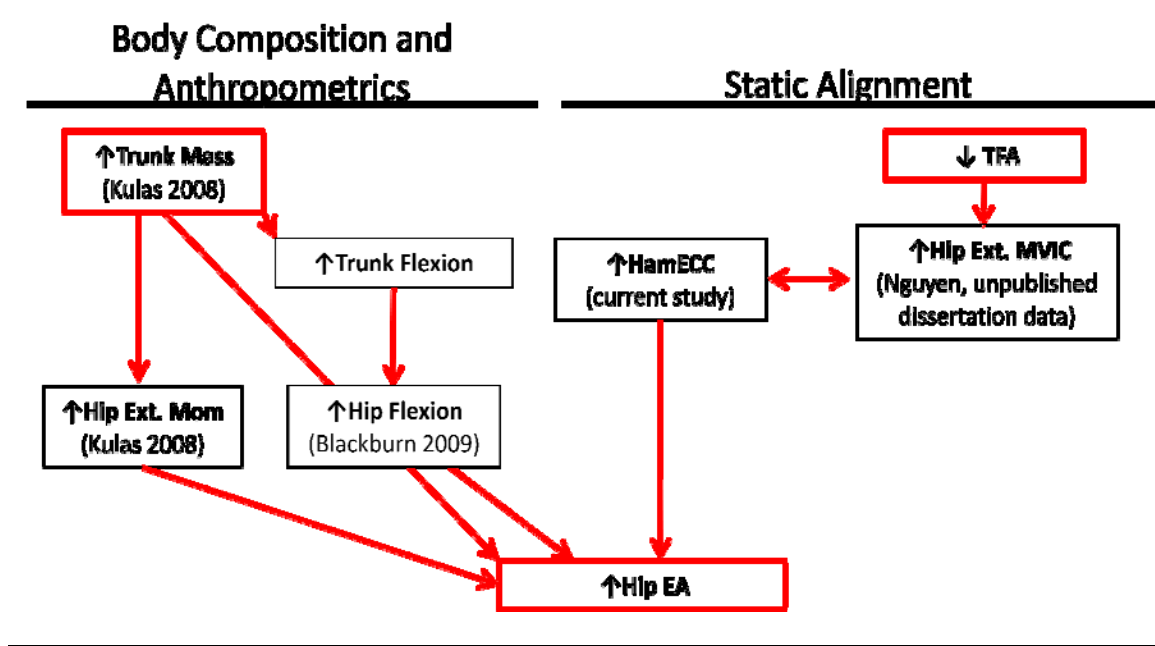 Body Composition and
Anthropometrics
Static Alignment
↑Trunk Mass
(Kulas 2008)
↓ TFA
↑Trunk Flexion
↑HamECC
(current study)
↑Hip Ext. MVIC
(Nguyen, unpublished
dissertation data)
↑Hip Ext. Mom
(Kulas 2008)
↑Hip Flexion
(Blackburn 2009)
↑Hip EA